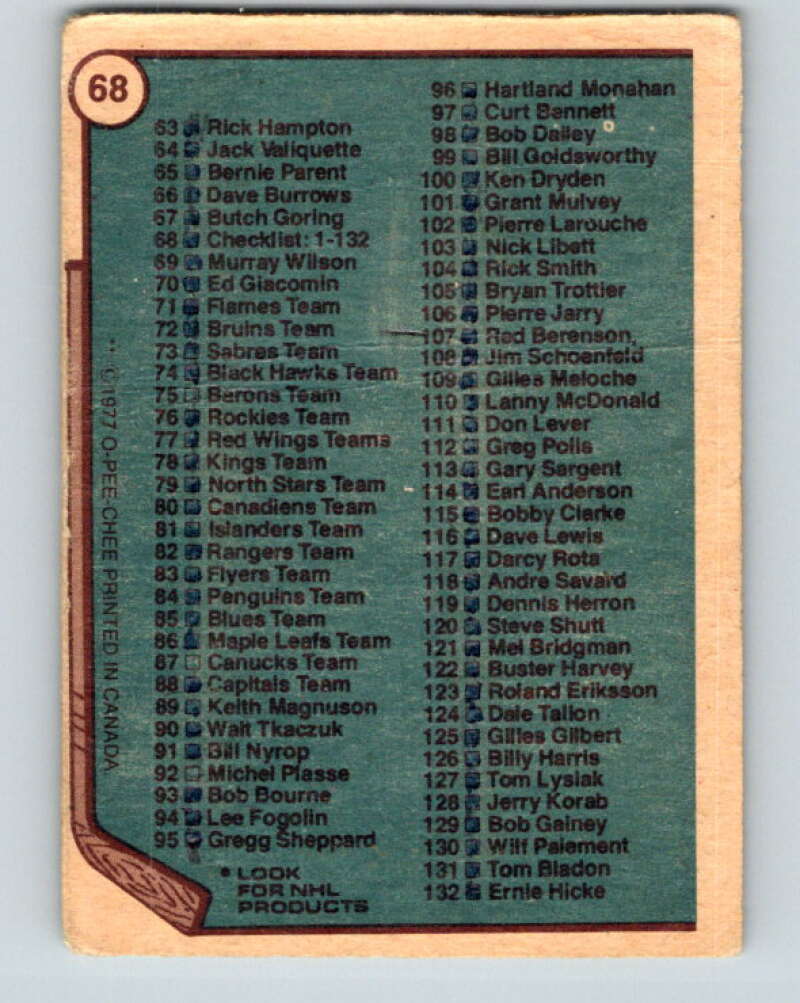 68
63 Rick Hampton
64 Jack Valiquette
65 Bernie Parent
66 Dave Burrows
67 Butch Goring
68 Checklist: 1-132
69 Murray Wilson
70 Ed Giacomin
71 Flames Team
72 Bruins Team
73 Sabres Team
74 Black Hawks Team
75 Barons Team
76 Rockies Team
77 Red Wings Teams
78 Kings Team
79 North Stars Team
80 Canadiens Team
81 Islanders Team
82 Rangers Team
83 Flyers Team
84 Penguins Team
85 Blues Team
86 Maple Leafs Team
87 Canucks Team
88 Capitals Team
89 Keith Magnuson
90 Walt Tkaczuk
91 Bill Nyrop
92 Michel Plasse
93 Bob Bourne
94 Lee Fogolin
95 Gregg Sheppard
* LOOK
FOR NHL
PRODUCTS
96 Hartland Monahan
97 Curt Bennett
98 Bob Dailey
99 Bill Goldsworthy
100 Ken Dryden
101 Grant Mulvey
102 Pierre Larouche
103 Nick Libett
104 Rick Smith
105 Bryan Trottier
106 Pierre Jarry
107 Red Berenson
108 Jim Schoenfeld
109 Gilles Meloche
110 Lanny McDonald
111 Don Lever
112 Greg Polis
113 Gary Sargent
114 Earl Anderson
115 Bobby Clarke
116 Dave Lewis
117 Darcy Rota
118 Andre Savard
119 Dennis Herron
120 Steve Shutt
121 Mel Bridgman
122 Buster Harvey
123 Roland Eriksson
124 Dale Tallon
125 Gilles Gilbert
126 Billy Harris
127 Tom Lysiak
128 Jerry Korab
129 Bob Gainey
130 Wilf Paiement
131 Tom Bladon
132 Ernie Hicke
** © 1977 O-PEE-CHEE PRINTED IN CANADA